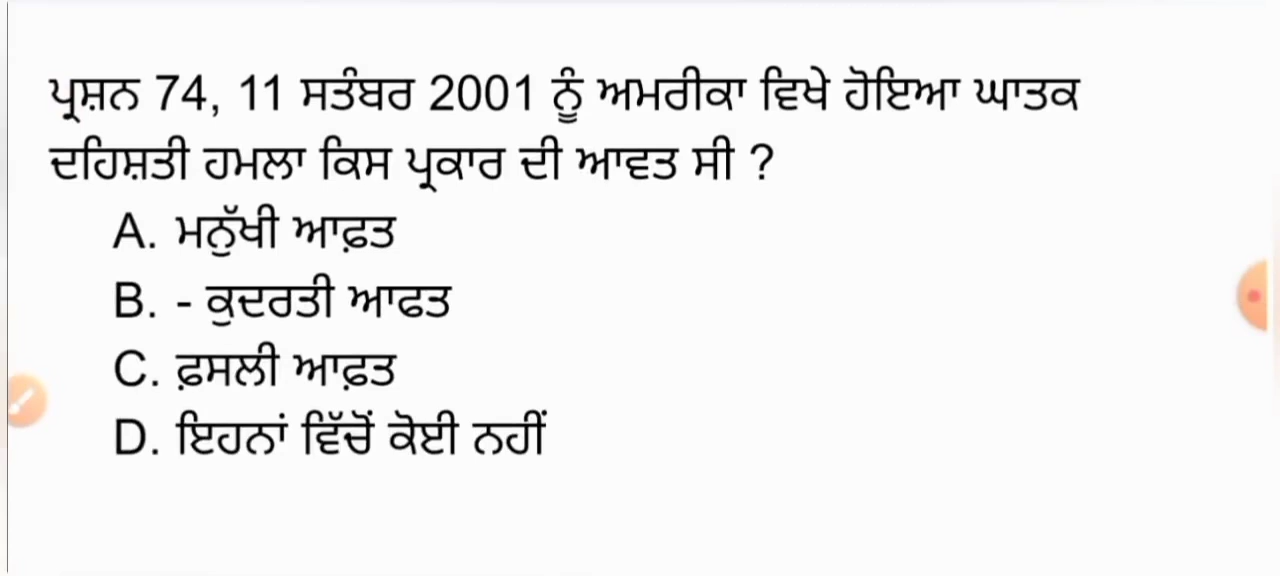 ਪ੍ਰਸ਼ਨ 74, 11 ਸਤੰਬਰ 2001 ਨੂੰ ਅਮਰੀਕਾ ਵਿਖੇ ਹੋਇਆ ਘਾਤਕ
ਦਹਿਸ਼ਤੀ ਹਮਲਾ ਕਿਸ ਪ੍ਰਕਾਰ ਦੀ ਆਵਤ ਸੀ ?
A. ਮਨੁੱਖੀ ਆਫ਼ਤ
B. - ਕੁਦਰਤੀ ਆਫਤ
C. ਫ਼ਸਲੀ ਆਫ਼ਤ
D. ਇਹਨਾਂ ਵਿੱਚੋਂ ਕੋਈ ਨਹੀਂ